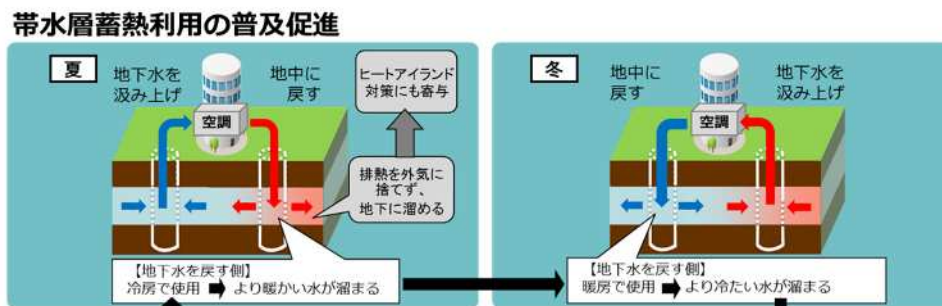 帯水層蓄熱利用の普及促進
夏
地下水を
汲み上げ
地中に
戻す
空調
ヒートアイランド
対策にも寄与
排熱を外気に
捨てず、
地下に溜める
【地下水を戻す側】
冷房で使用 ➡ より暖かい水が溜まる
冬
地中に
戻す
地下水を
汲み上げ
空調
【地下水を戻す側】
暖房で使用 ➡ より冷たい水が溜まる